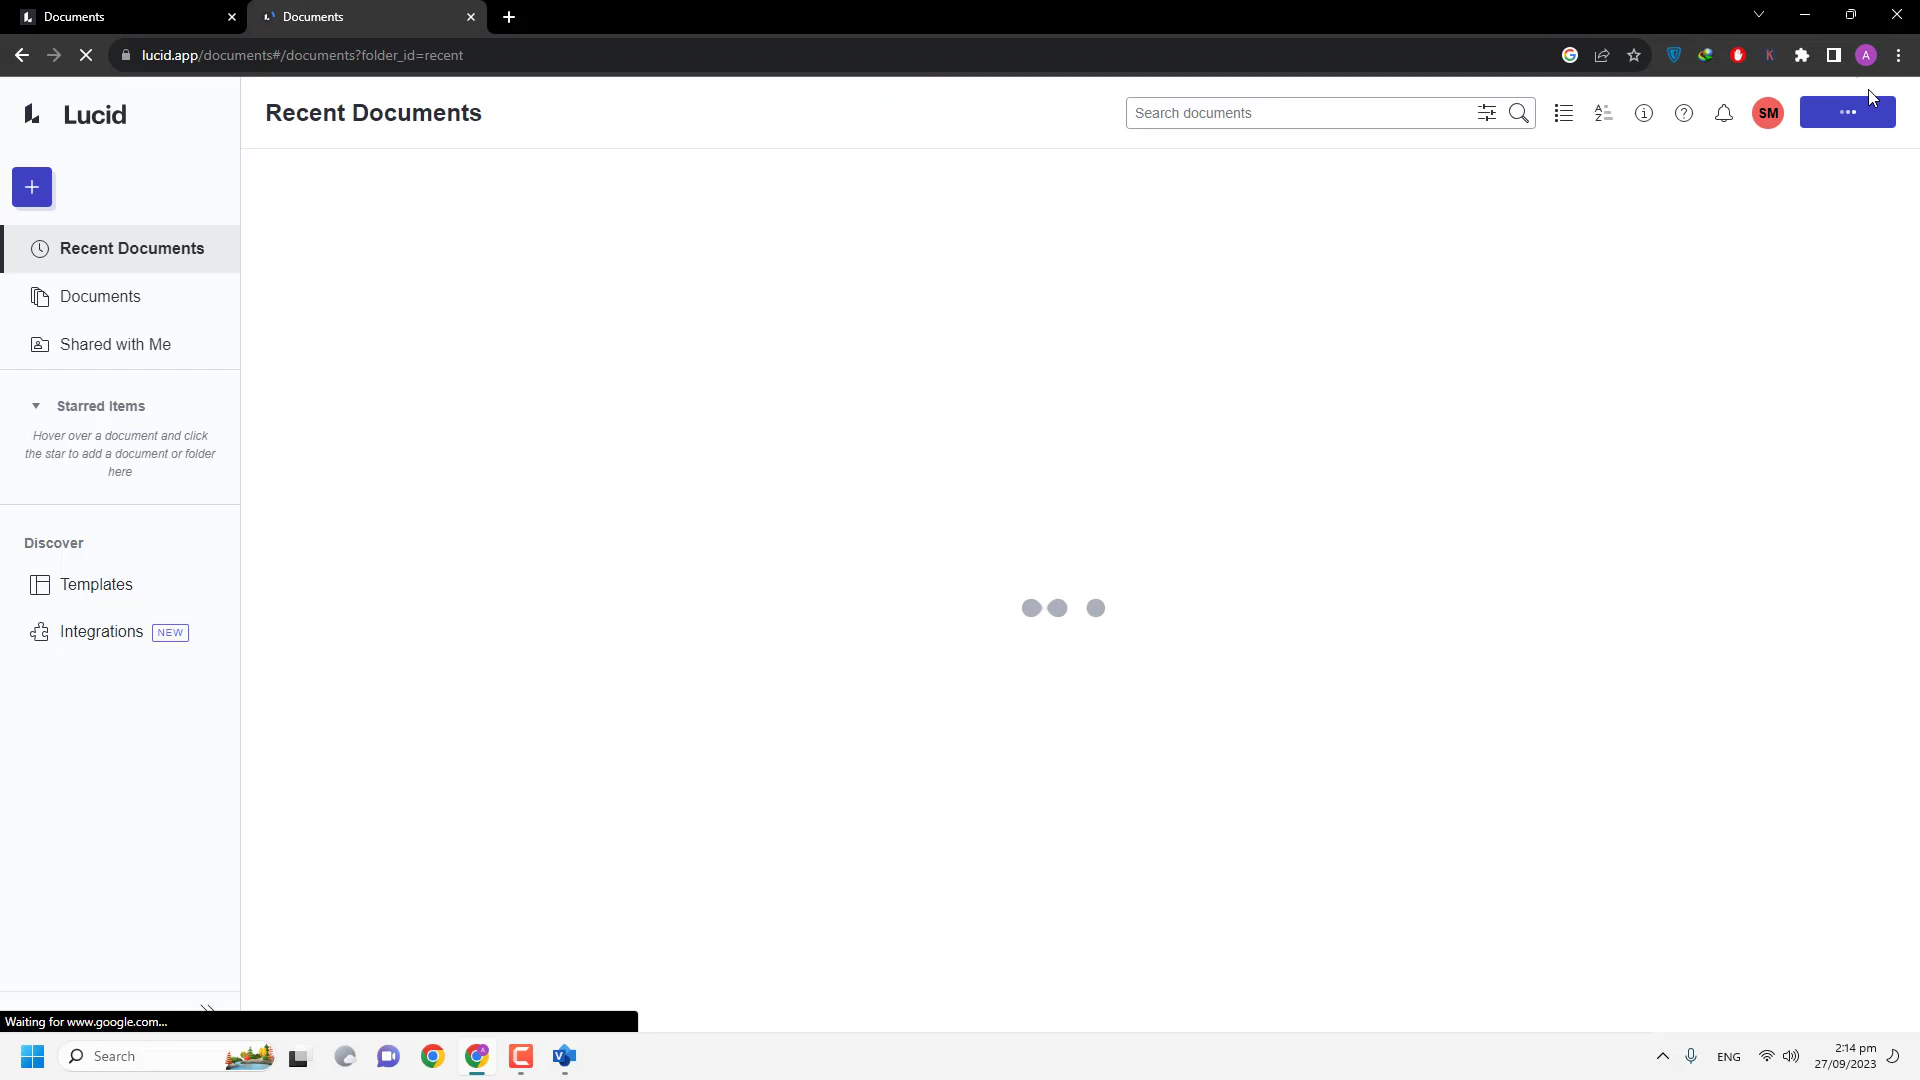 Documents
Documents
lucid.app/documents#/documents?folder_id=recent
K
A
Lucid
Recent Documents
Search documents
SM
Recent Documents
Documents
Shared with Me
Starred Items
Hover over a document and click
the star to add a document or folder
here
Discover
Templates
Integrations NEW
Waiting for www.google.com...
Search
ENG
2:14 pm
27/09/2023